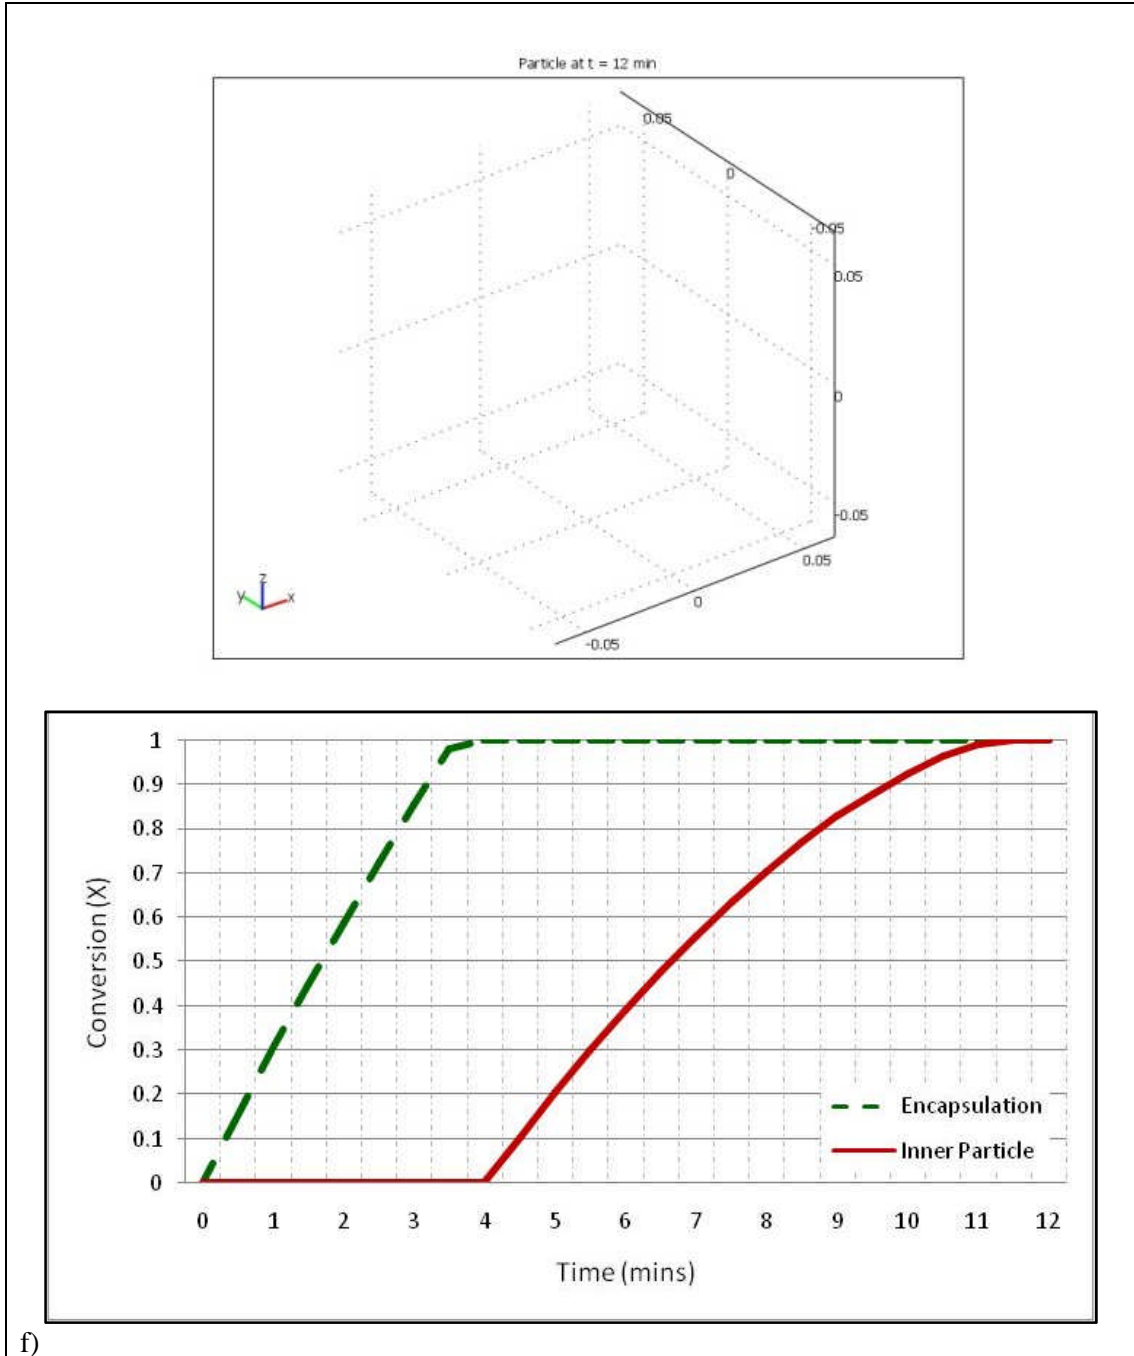 Particle at t = 12 min
0.05
0
-0.05
0.05
0
-0.05
0.05
0
-0.05
z
y
x
1
0.9
0.8
0.7
0.6
0.5
0.4
0.3
0.2
0.1
0
Conversion (X)
Encapsulation
Inner Particle
0 1 2 3 4 5 6 7 8 9 10 11 12
Time (mins)
f)